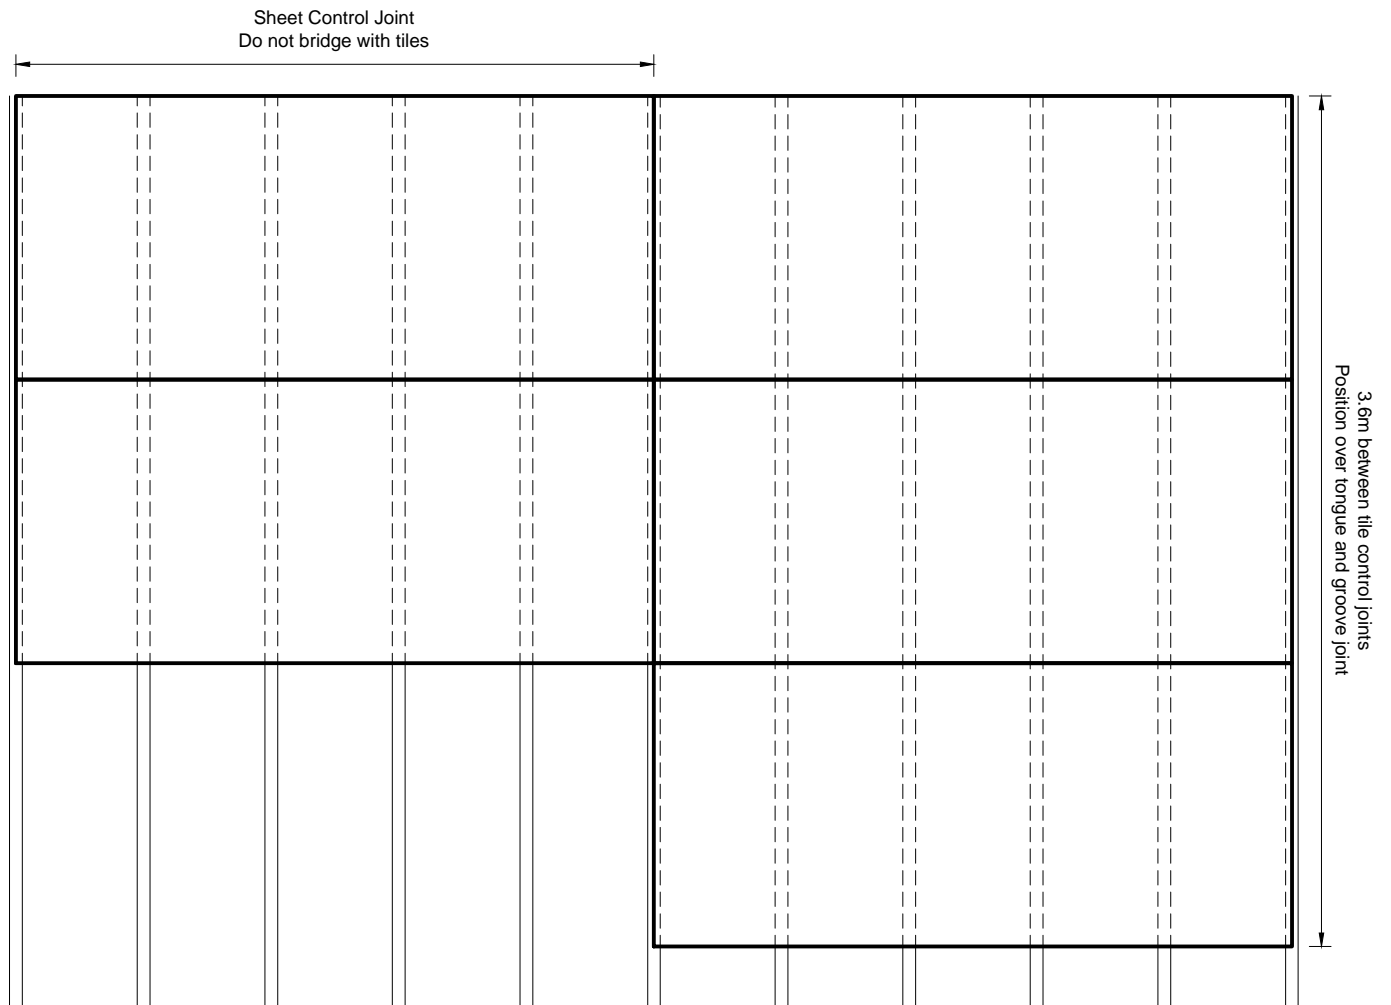 Sheet Control Joint
Do not bridge with tiles
3.6m between tile control joints
Position over tongue and groove joint